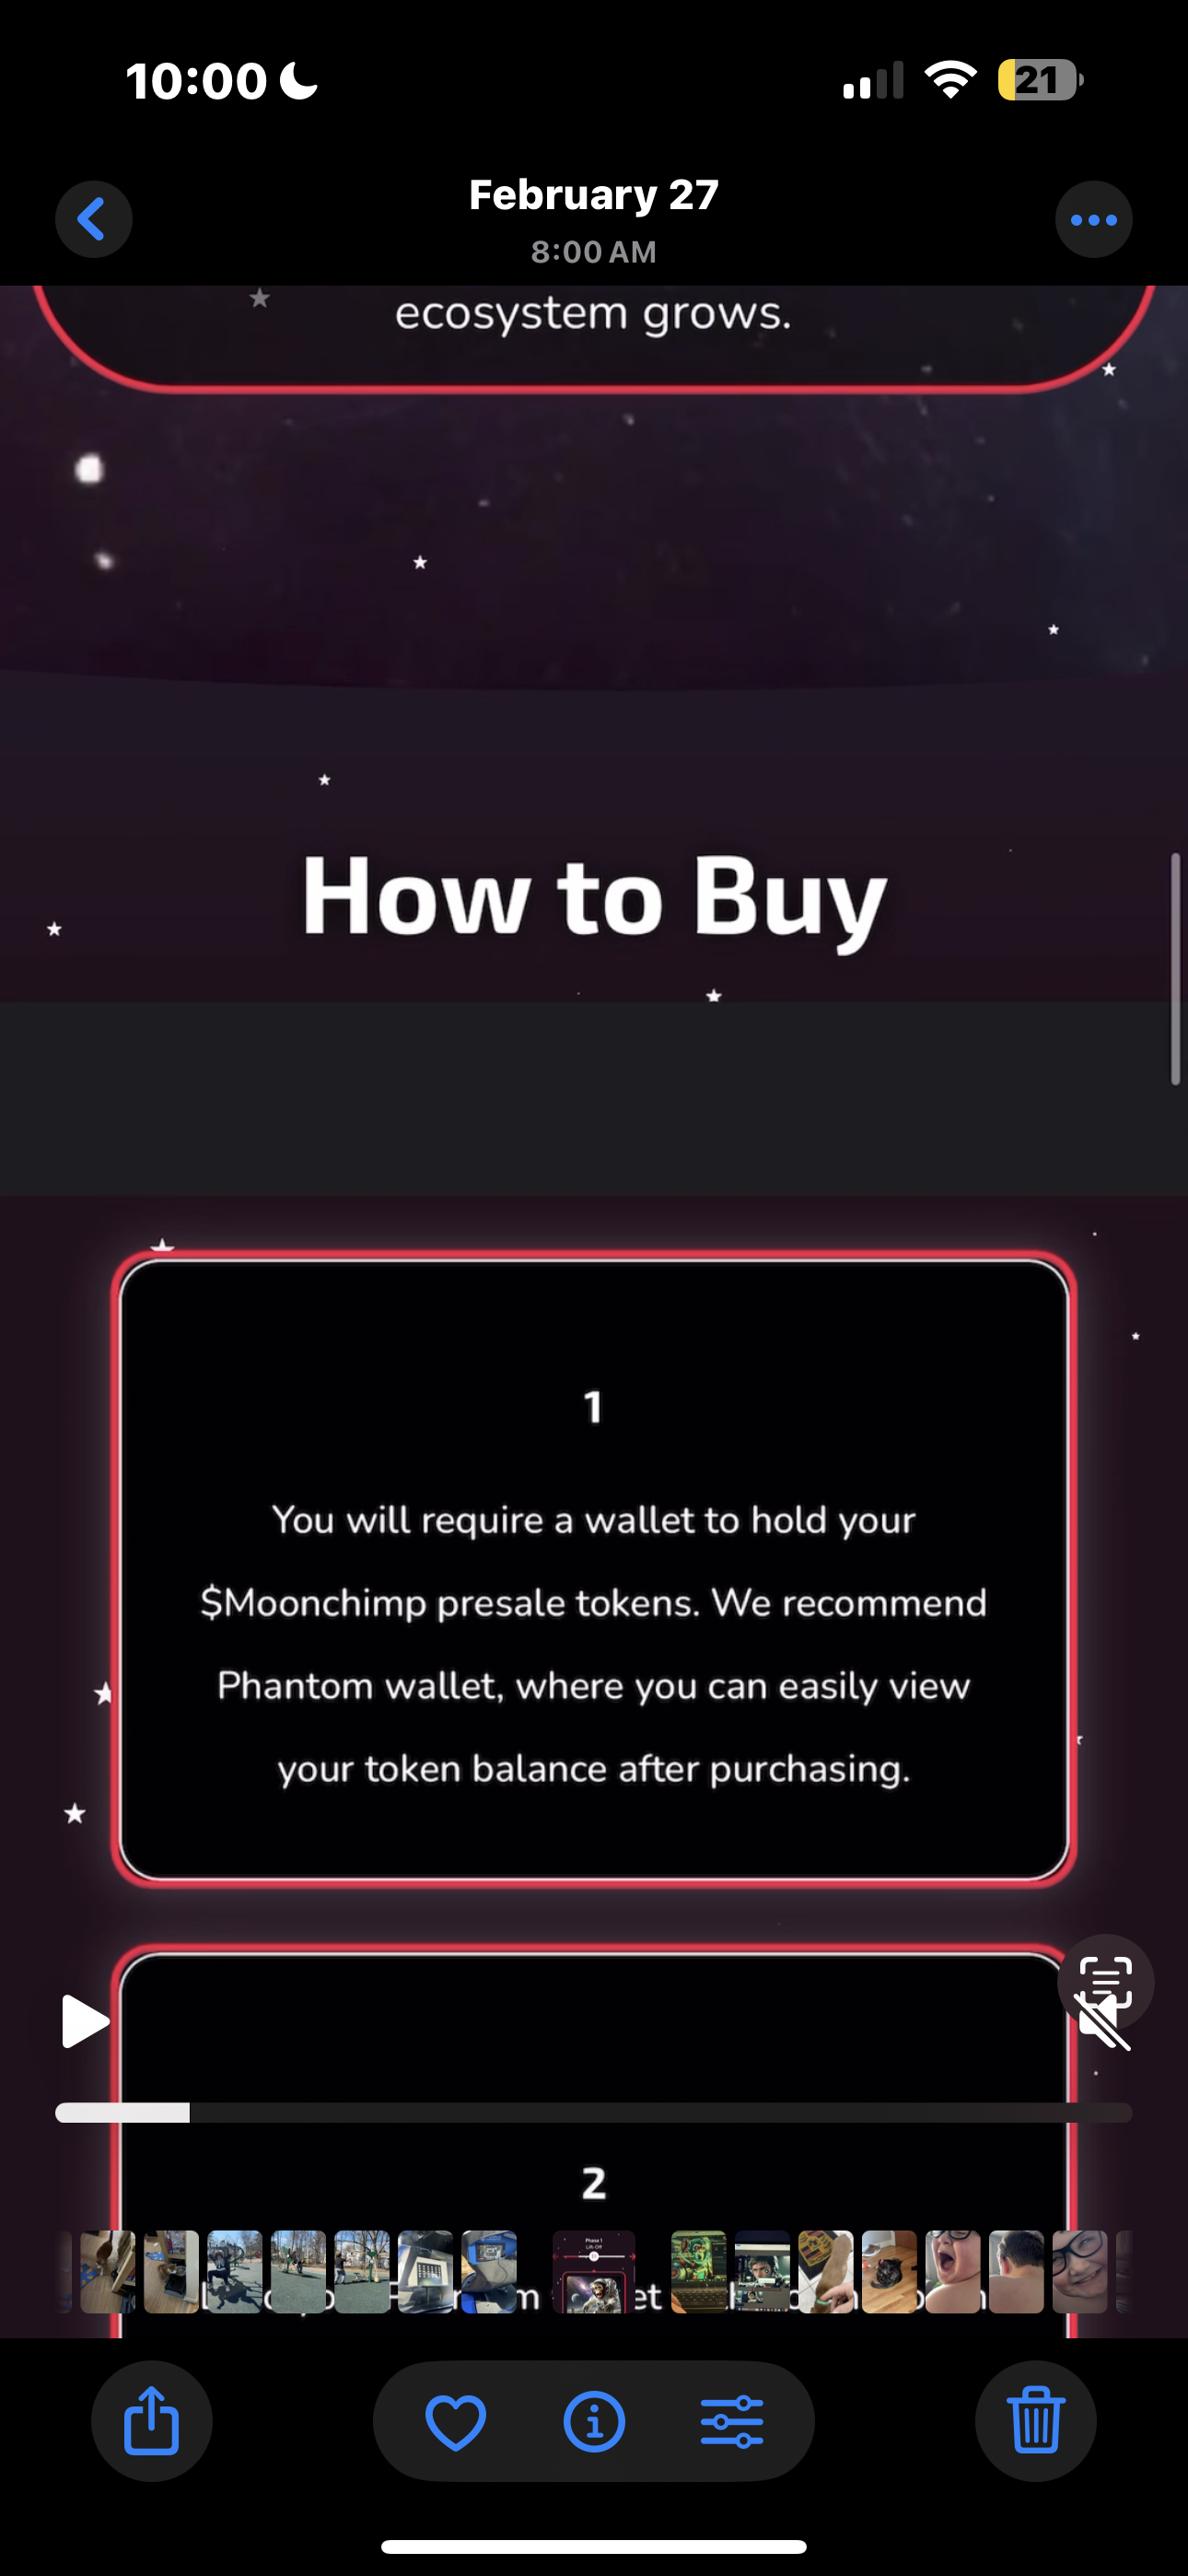 10:00
21
February 27
8:00 AM
ecosystem grows.
How to Buy
1
You will require a wallet to hold your
$Moonchimp presale tokens. We recommend
Phantom wallet, where you can easily view
your token balance after purchasing.
2